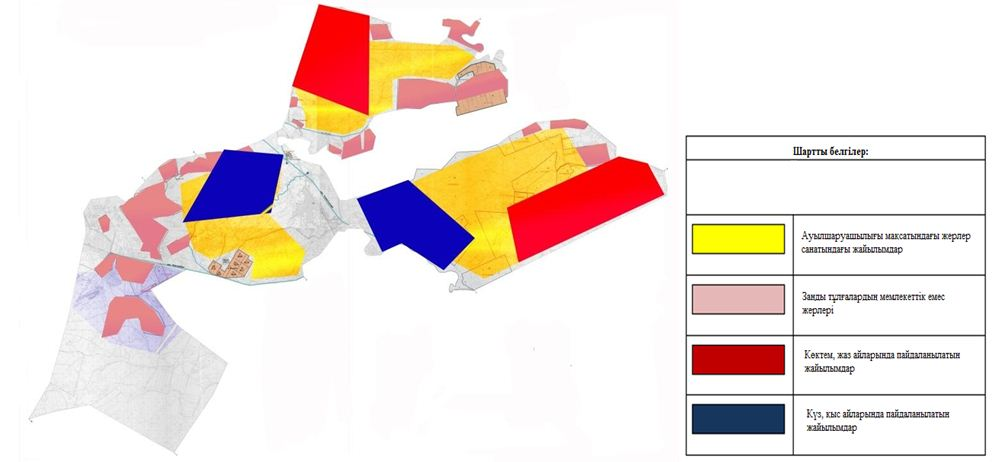 Шартты белгілер:
Ауылшаруашылығы мақсатындағы жерлер
санатындағы жайылымдар
Заңды тұлғалардың мемлекеттік емес
жерлері
Көктем, жаз айларында пайдаланылатын
жайылымдар
Күз, қыс айларында пайдаланылатын
жайылымдар